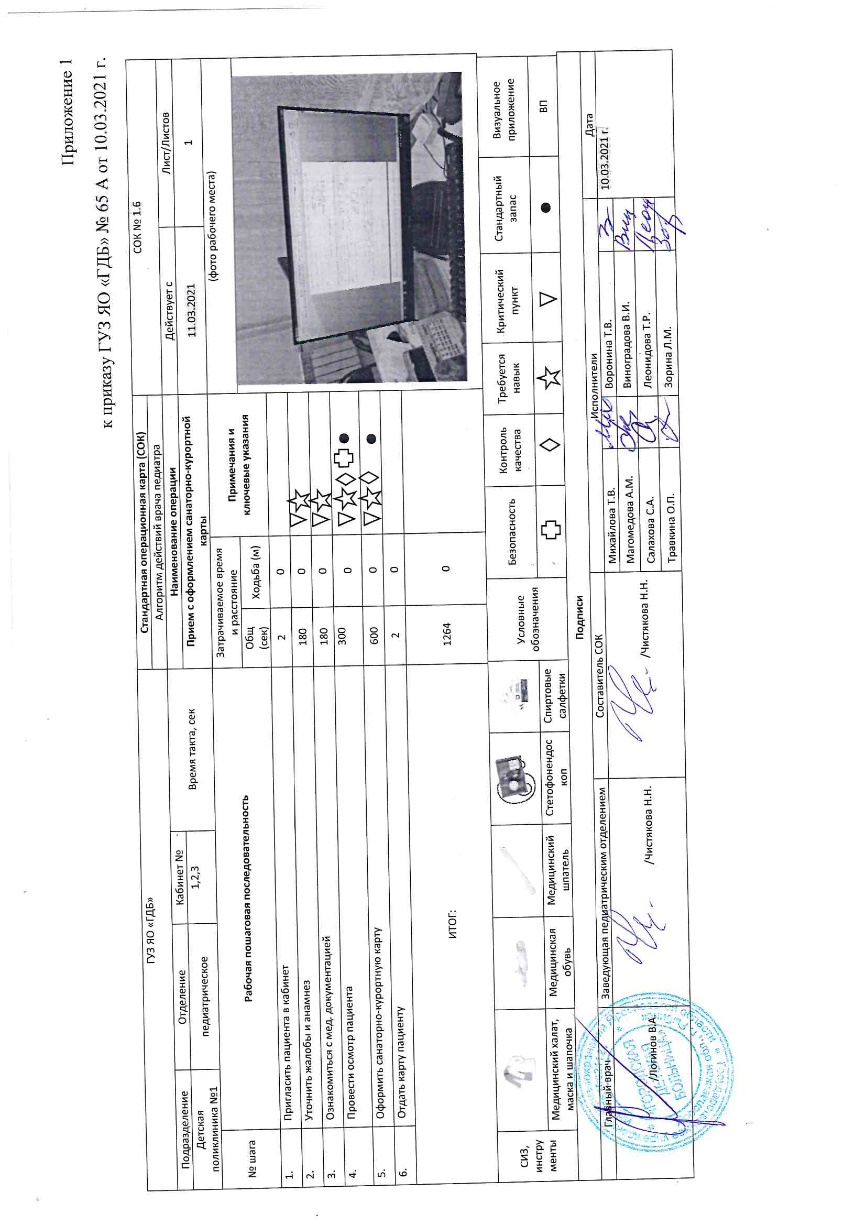 Приложение 1
к приказу ГУЗ ЯО «ГДБ» № 65 А от 10.03.2021 г.
ГУЗ ЯО «ГДБ»
Стандартная операционная карта (СОК)
СОК № 1.6
Алгоритм действий врача педиатра
Подразделение
Отделение
Кабинет №
Время такта, сек
Наименование операции
Действует с
Лист/Листов
Детская
поликлиника №1
педиатрическое
1,2,3
Прием с оформлением санаторно-курортной
карты
11.03.2021
1
№ шага
Рабочая пошаговая последовательность
Затрачиваемое время
и расстояние
Примечания и
ключевые указания
(фото рабочего места)
Общ
(сек)
Ходьба (м)
1. Пригласить пациента в кабинет 2 0
2. Уточнить жалобы и анамнез 180 0
3. Ознакомиться с мед. документацией 180 0
4. Провести осмотр пациента 300 0
5. Оформить санаторно-курортную карту 600 0
6. Отдать карту пациенту 2 0
ИТОГ: 1264 0
СИЗ,
инстру
менты
Медицинский халат,
маска и шапочка
Медицинская
обувь
Медицинский
шпатель
Стетофонендос
коп
Спиртовые
салфетки
Условные
обозначения
Безопасность
Контроль
качества
Требуется
навык
Критический
пункт
Стандартный
запас
Визуальное
приложение
ВП
Подписи
Главный врач
Заведующая педиатрическим отделением
Составитель СОК
Исполнители
Дата
/Логинов В.А.
/Чистякова Н.Н.
/Чистякова Н.Н.
Михайлова Т.В.
Воронина Т.В.
10.03.2021 г.
Магомедова А.М.
Виноградова В.И.
Салахова С.А.
Леонидова Т.Р.
Травкина О.П.
Зорина Л.М.